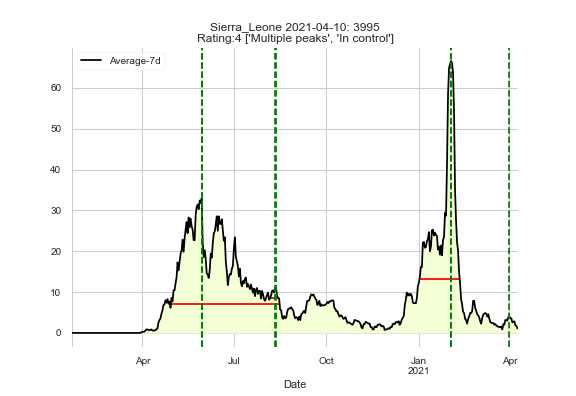 Sierra_Leone 2021-04-10: 3995
Rating:4 ['Multiple peaks', 'In control']
Average-7d
60
50
40
30
20
10
0
Apr
Jul
Oct
Jan
2021
Apr
Date